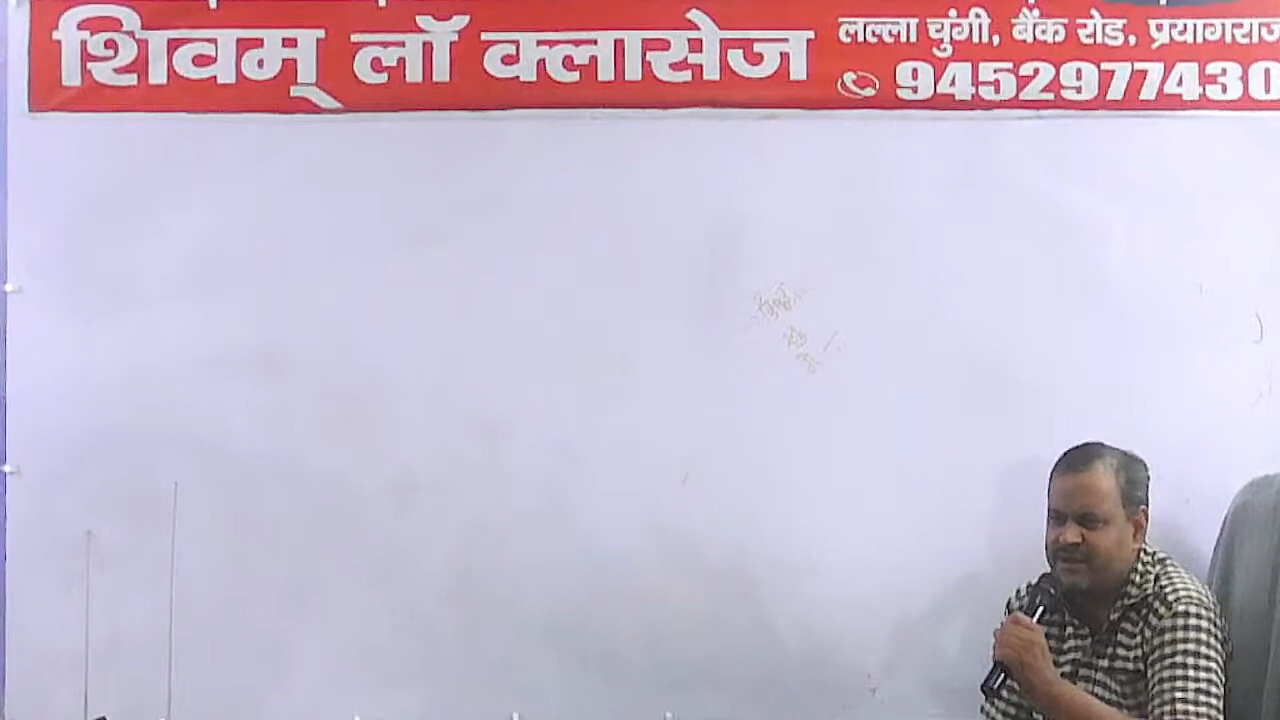 शिवम् लॉ क्लासेज
लल्ला चुंगी, बैंक रोड, प्रयागराज
9452977430